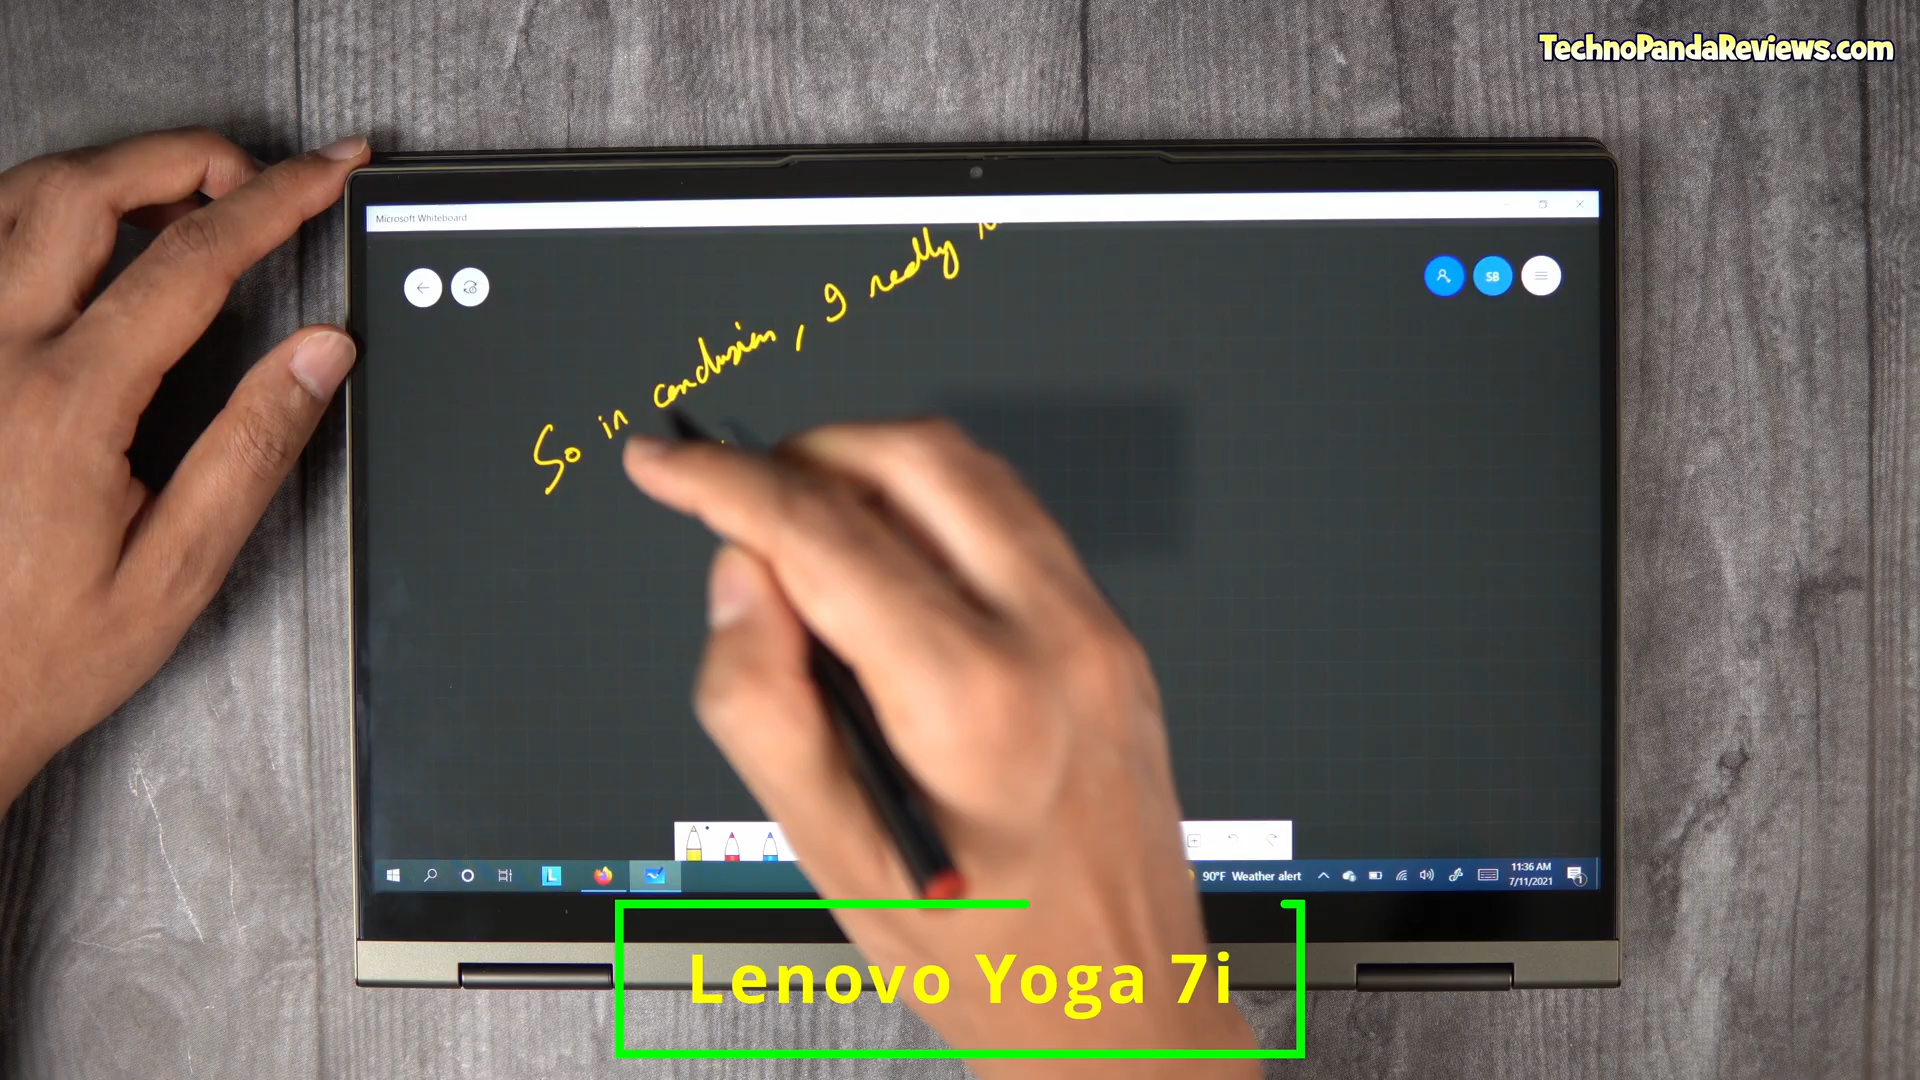 TechnoPandaReviews.com
Microsoft Whiteboard
SB
So in conclusion, I really
L
90°F Weather alert
11:36 AM
7/11/2021
1
Lenovo Yoga 7i